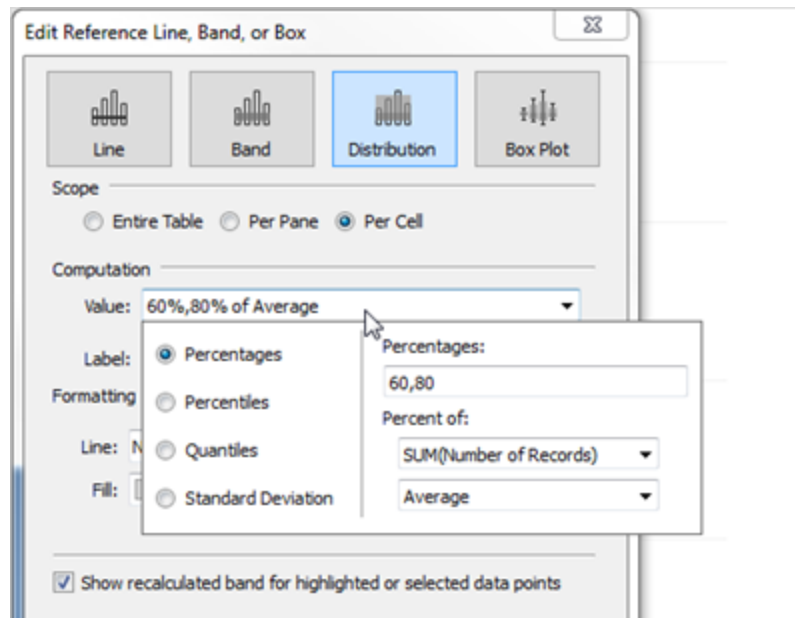 Edit Reference Line, Band, or Box
Line Band Distribution Box Plot
Scope
Entire Table Per Pane Per Cell
Computation
Value: 60%,80% of Average
Label:
Percentages
Percentiles
Quantiles
Standard Deviation
Percentages:
60,80
Percent of:
SUM(Number of Records)
Average
Formatting
Line: N
Fill:
Show recalculated band for highlighted or selected data points